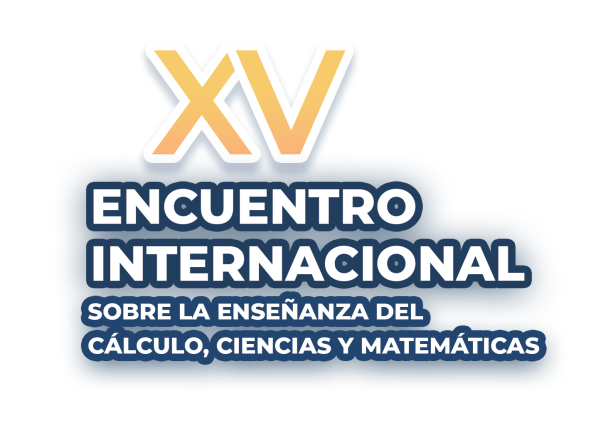 XV
ENCUENTRO
INTERNACIONAL
SOBRE LA ENSEÑANZA DEL
CÁLCULO, CIENCIAS Y MATEMÁTICAS